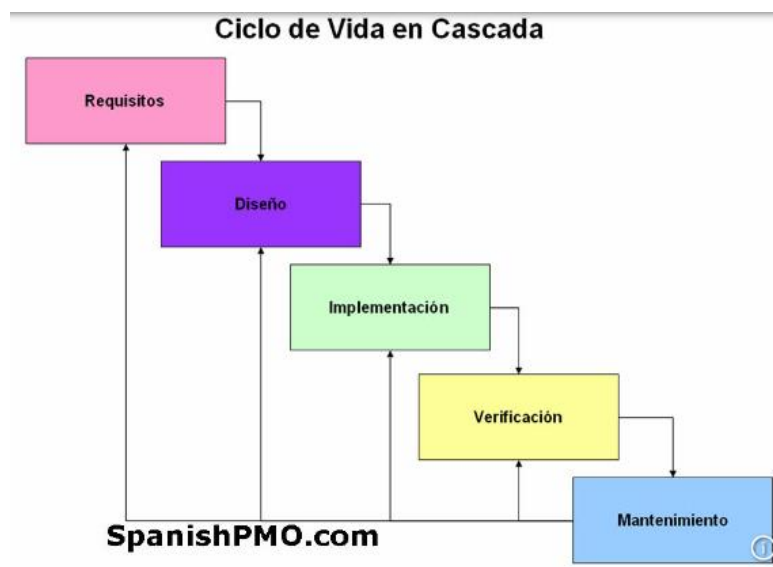 Ciclo de Vida en Cascada
Requisitos
Diseño
Implementación
Verificación
Mantenimiento
SpanishPMO.com